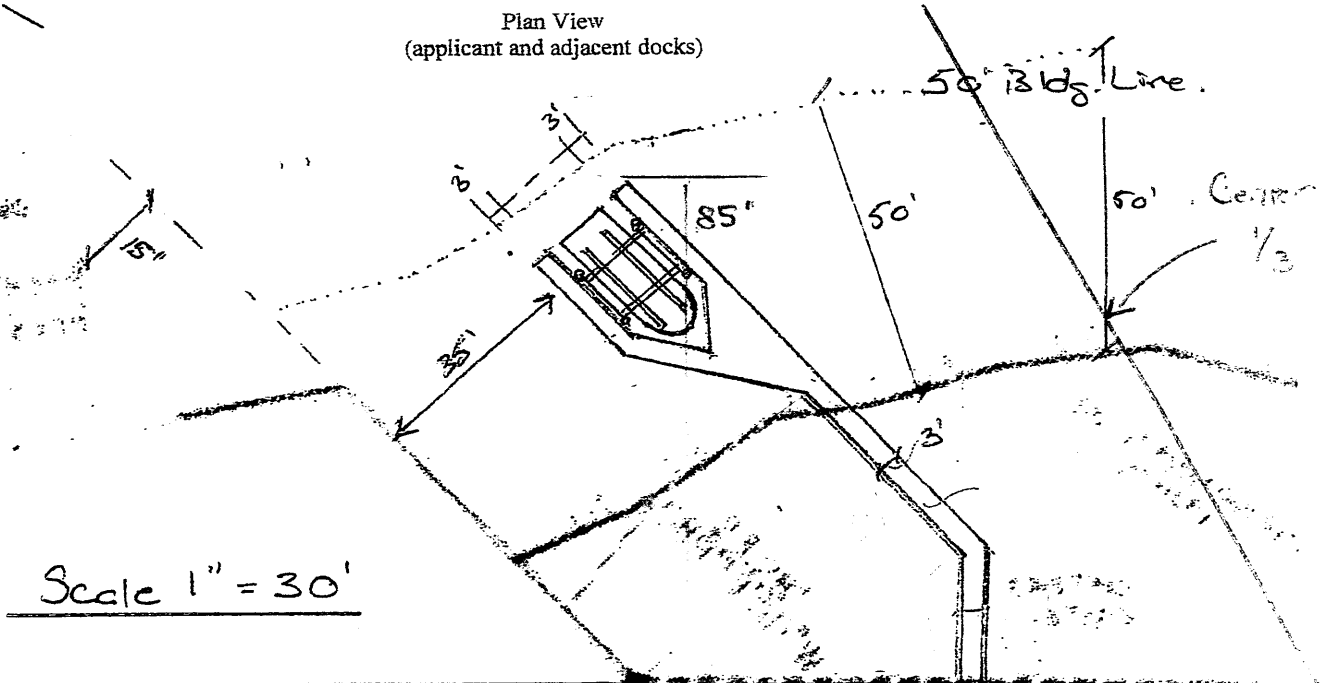 Plan View
(applicant and adjacent docks)
50' Bldg. Line.
3'
3'
15"
85"
50'
50'
Center
1/3
35'
3'
Scale 1" = 30'